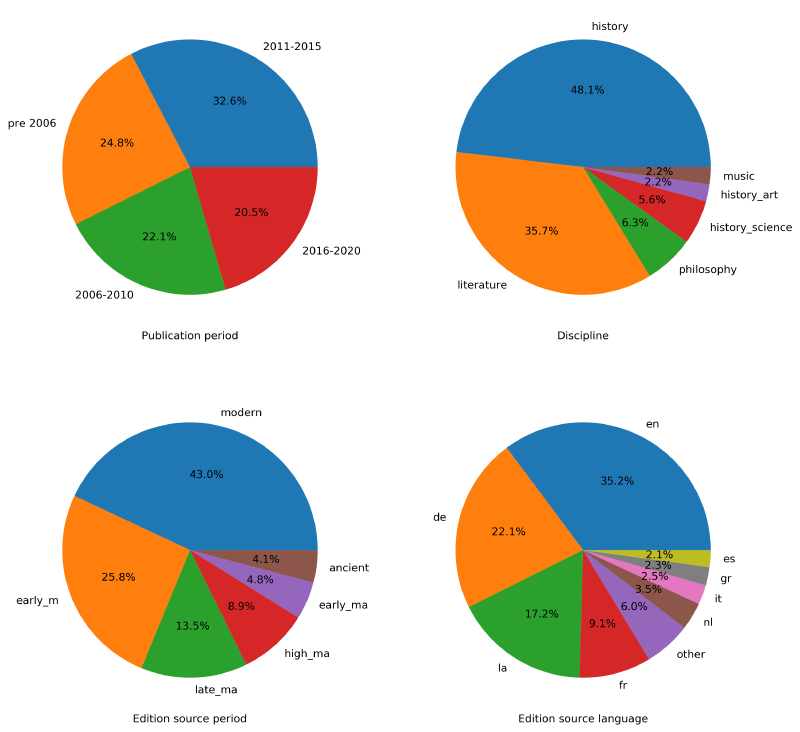 2011-2015
32.6%
pre 2006
24.8%
22.1%
20.5%
2016-2020
2006-2010
Publication period
history
48.1%
2.2%
music
2.2%
history_art
5.6%
history_science
6.3%
35.7%
philosophy
literature
Discipline
modern
43.0%
4.1%
ancient
25.8%
4.8%
early_m
early_ma
8.9%
13.5%
high_ma
late_ma
Edition source period
en
35.2%
de
22.1%
2.1%
es
2.3%
gr
2.5%
it
3.5%
nl
17.2%
6.0%
9.1%
other
la
fr
Edition source language